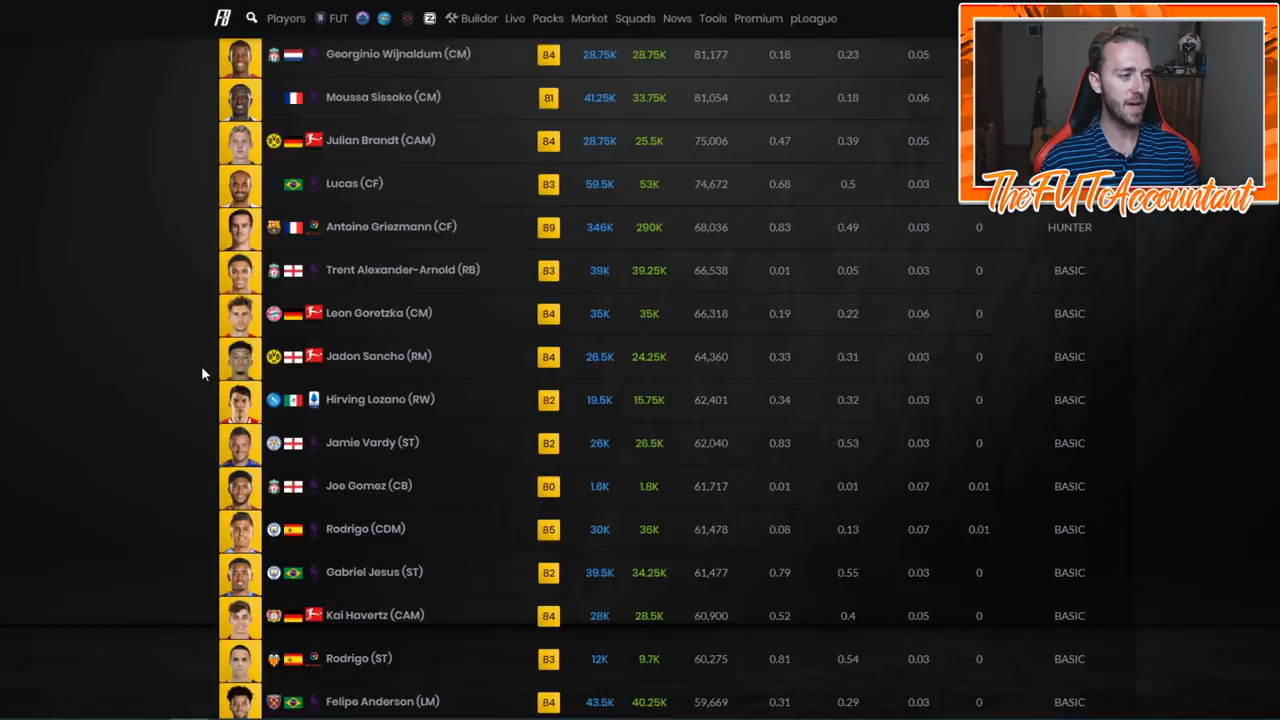 FB Players FUT Z Builder Live Packs Market Squads News Tools Premium pLeague
Georginio Wijnaldum (CM) 84 28.75K 28.75K 81,177 0.18 0.23 0.05
Moussa Sissoko (CM) 81 41.25K 33.75K 81,054 0.12 0.18 0.06
Julian Brandt (CAM) 84 28.75K 25.5K 75,006 0.47 0.39 0.05
Lucas (CF) 83 59.5K 53K 74,672 0.68 0.5 0.03
TheFUTAccountant
Antoine Griezmann (CF) 89 346K 290K 68,036 0.83 0.49 0.03 0 HUNTER
Trent Alexander-Arnold (RB) 83 39K 39.25K 66,538 0.01 0.05 0.03 0 BASIC
Leon Goretzka (CM) 84 35K 35K 66,318 0.19 0.22 0.06 0 BASIC
Jadon Sancho (RM) 84 26.5K 24.25K 64,360 0.33 0.31 0.03 0 BASIC
Hirving Lozano (RW) 82 19.5K 15.75K 62,401 0.34 0.32 0.03 0 BASIC
Jamie Vardy (ST) 82 26K 26.5K 62,040 0.83 0.53 0.03 0 BASIC
Joe Gomez (CB) 80 1.6K 1.8K 61,717 0.01 0.01 0.07 0.01 BASIC
Rodrigo (CDM) 85 30K 36K 61,478 0.08 0.13 0.07 0.01 BASIC
Gabriel Jesus (ST) 82 39.5K 34.25K 61,477 0.79 0.55 0.03 0 BASIC
Kai Havertz (CAM) 84 28K 28.5K 60,900 0.52 0.4 0.05 0 BASIC
Rodrigo (ST) 83 12K 9.7K 60,275 0.81 0.54 0.03 0 BASIC
Felipe Anderson (LM) 84 43.5K 40.25K 59,669 0.31 0.29 0.03 0 BASIC